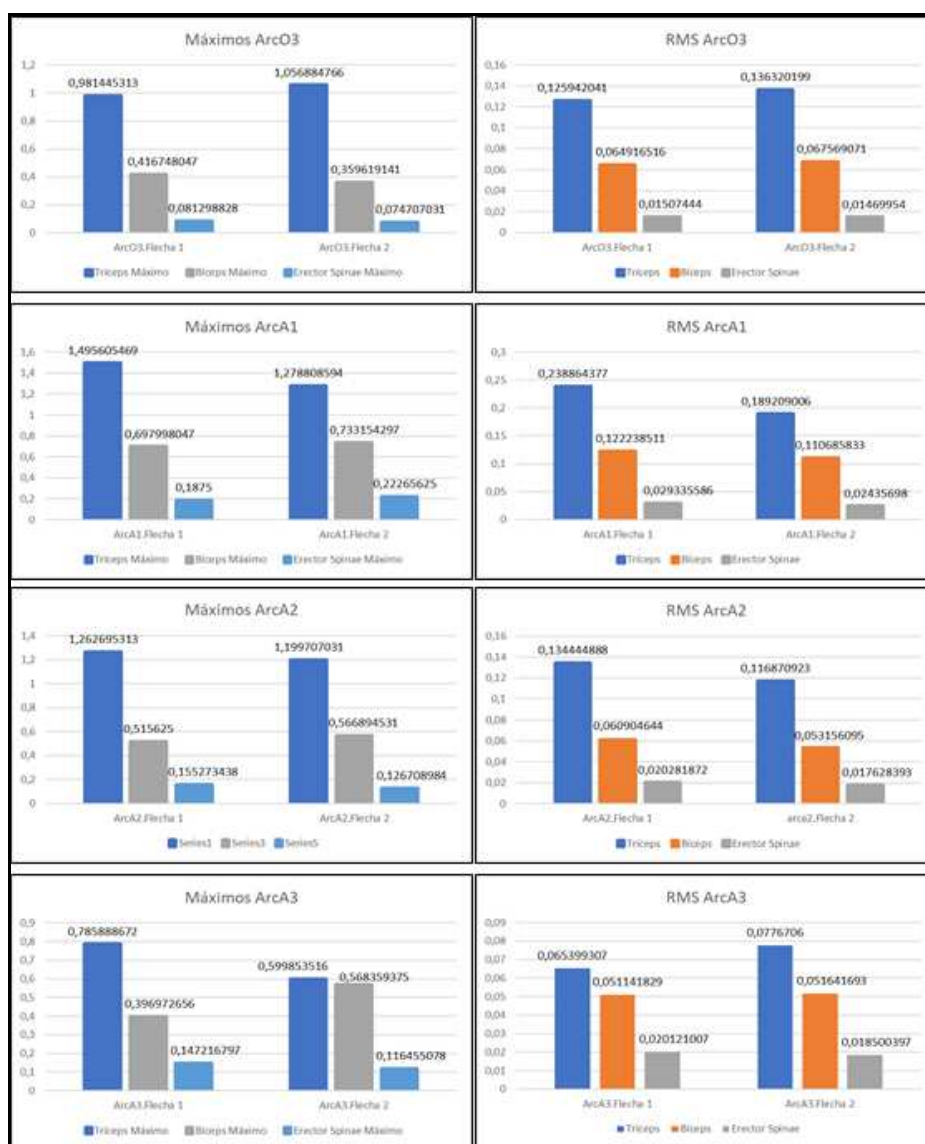 Máximos ArcO3
1,2
1
0,8
0,6
0,4
0,2
0
0,981445313
0,416748047
0,081298828
1,056884766
0,359619141
0,074707031
ArcO3.Flecha 1
ArcO3.Flecha 2
Tríceps Máximo
Bíceps Máximo
Erector Spinae Máximo
RMS ArcO3
0,16
0,14
0,12
0,1
0,08
0,06
0,04
0,02
0
0,125942041
0,064916516
0,01507444
0,136320199
0,067569071
0,01469954
ArcO3.Flecha 1
ArcO3-Flecha 2
Tríceps
Bíceps
Erector Spinae
Máximos ArcA1
1,6
1,4
1,2
1
0,8
0,6
0,4
0,2
0
1,495605469
0,697998047
0,1875
1,278808594
0,733154297
0,22265625
ArcA1.Flecha 1
ArcA1.Flecha 2
Tríceps Máximo
Bíceps Máximo
Erector Spinae Máximo
RMS ArcA1
0,3
0,25
0,2
0,15
0,1
0,05
0
0,238864377
0,122238511
0,029335586
0,189209006
0,110685833
0,02435698
ArcA1.Flecha 1
ArcA1.Flecha 2
Tríceps
Bíceps
Erector Spinae
Máximos ArcA2
1,4
1,2
1
0,8
0,6
0,4
0,2
0
1,262695313
0,515625
0,155273438
1,199707031
0,566894531
0,126708984
ArcA2.Flecha 1
ArcA2.Flecha 2
Series1
Series3
Series5
RMS ArcA2
0,16
0,14
0,12
0,1
0,08
0,06
0,04
0,02
0
0,134444888
0,060904644
0,020281872
0,116870923
0,053156095
0,017628393
ArcA2.Flecha 1
arca2.Flecha 2
Tríceps
Bíceps
Erector Spinae
Máximos ArcA3
0,9
0,8
0,7
0,6
0,5
0,4
0,3
0,2
0,1
0
0,785888672
0,396972656
0,147216797
0,599853516
0,568359375
0,116455078
ArcA3.Flecha 1
ArcA3.Flecha 2
Tríceps Máximo
Bíceps Máximo
Erector Spinae Máximo
RMS ArcA3
0,09
0,08
0,07
0,06
0,05
0,04
0,03
0,02
0,01
0
0,065399307
0,051141829
0,020121007
0,0776706
0,051641693
0,018500397
ArcA3.Flecha 1
ArcA3.Flecha 2
Tríceps
Bíceps
Erector Spinae